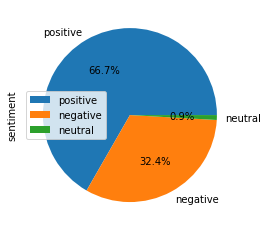 positive
66.7%
positive
negative
neutral
sentiment
0.9%
neutral
32.4%
negative